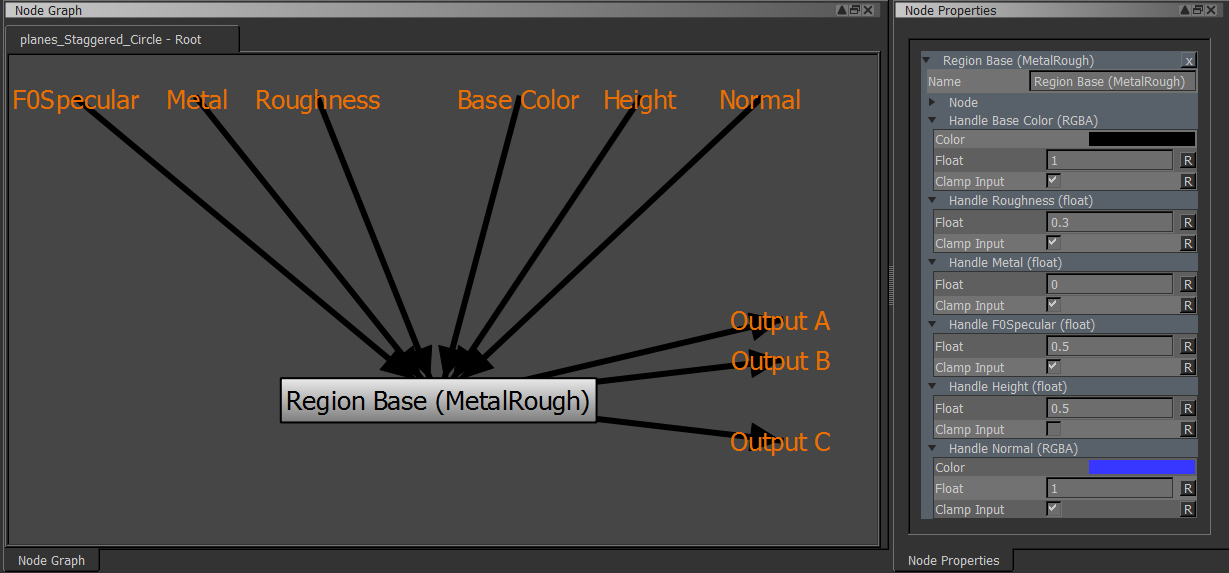 Node Graph
planes_Staggered_Circle - Root
F0Specular Metal Roughness Base Color Height Normal
Output A
Output B
Region Base (MetalRough)
Output C
Node Graph
Node Properties
Region Base (MetalRough) x
Name Region Base (MetalRough)
Node
Handle Base Color (RGBA)
Color
Float 1 R
Clamp Input R
Handle Roughness (float)
Float 0.3 R
Clamp Input R
Handle Metal (float)
Float 0 R
Clamp Input R
Handle F0Specular (float)
Float 0.5 R
Clamp Input R
Handle Height (float)
Float 0.5 R
Clamp Input R
Handle Normal (RGBA)
Color
Float 1 R
Clamp Input R
Node Properties